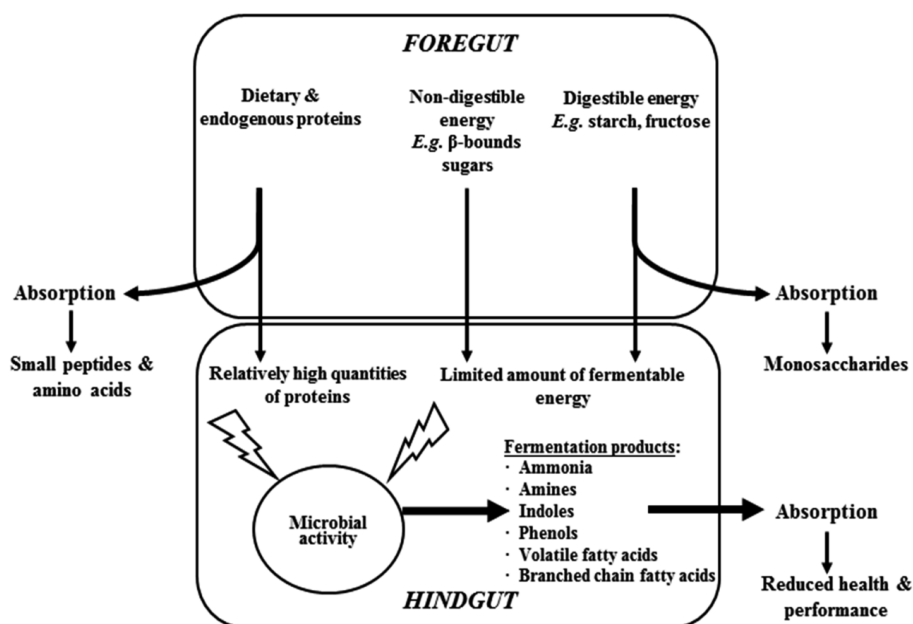 FOREGUT
Dietary &
endogenous proteins
Non-digestible
energy
E.g. β-bounds
sugars
Digestible energy
E.g. starch, fructose
Absorption
Small peptides &
amino acids
Absorption
Monosaccharides
Relatively high quantities
of proteins
Limited amount of fermentable
energy
Microbial
activity
Fermentation products:
· Ammonia
· Amines
· Indoles
· Phenols
· Volatile fatty acids
· Branched chain fatty acids
Absorption
Reduced health &
performance
HINDGUT